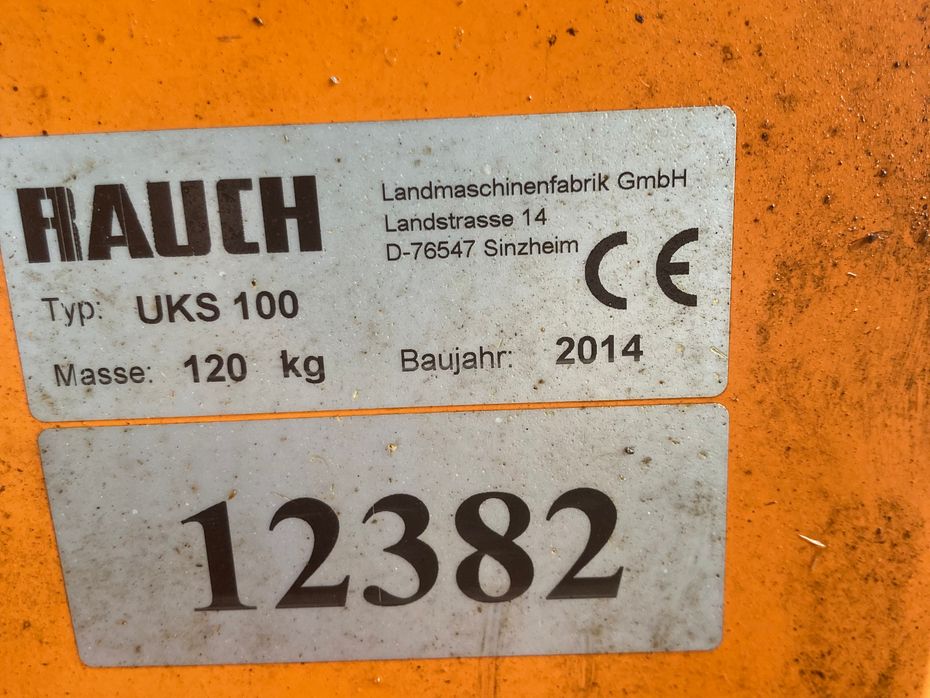 RAUCH
Landmaschinenfabrik GmbH
Landstrasse 14
D-76547 Sinzheim
CE
Typ: UKS 100
Masse: 120 kg Baujahr: 2014
12382